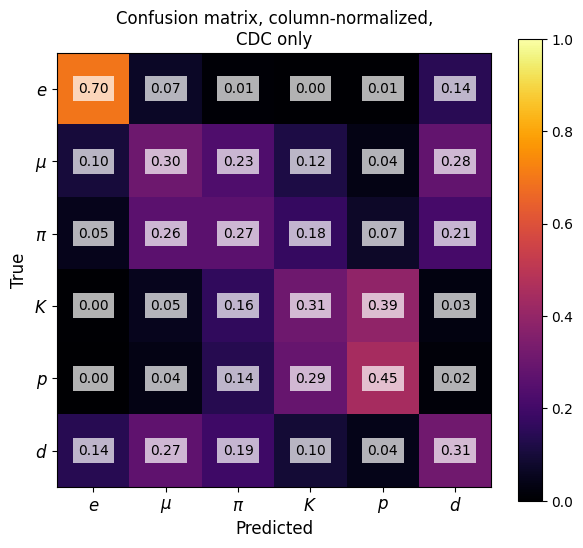 Confusion matrix, column-normalized,
CDC only
e 0.70 0.07 0.01 0.00 0.01 0.14
μ 0.10 0.30 0.23 0.12 0.04 0.28
π 0.05 0.26 0.27 0.18 0.07 0.21
K 0.00 0.05 0.16 0.31 0.39 0.03
p 0.00 0.04 0.14 0.29 0.45 0.02
d 0.14 0.27 0.19 0.10 0.04 0.31
e μ π K p d
Predicted
True
1.0
0.8
0.6
0.4
0.2
0.0